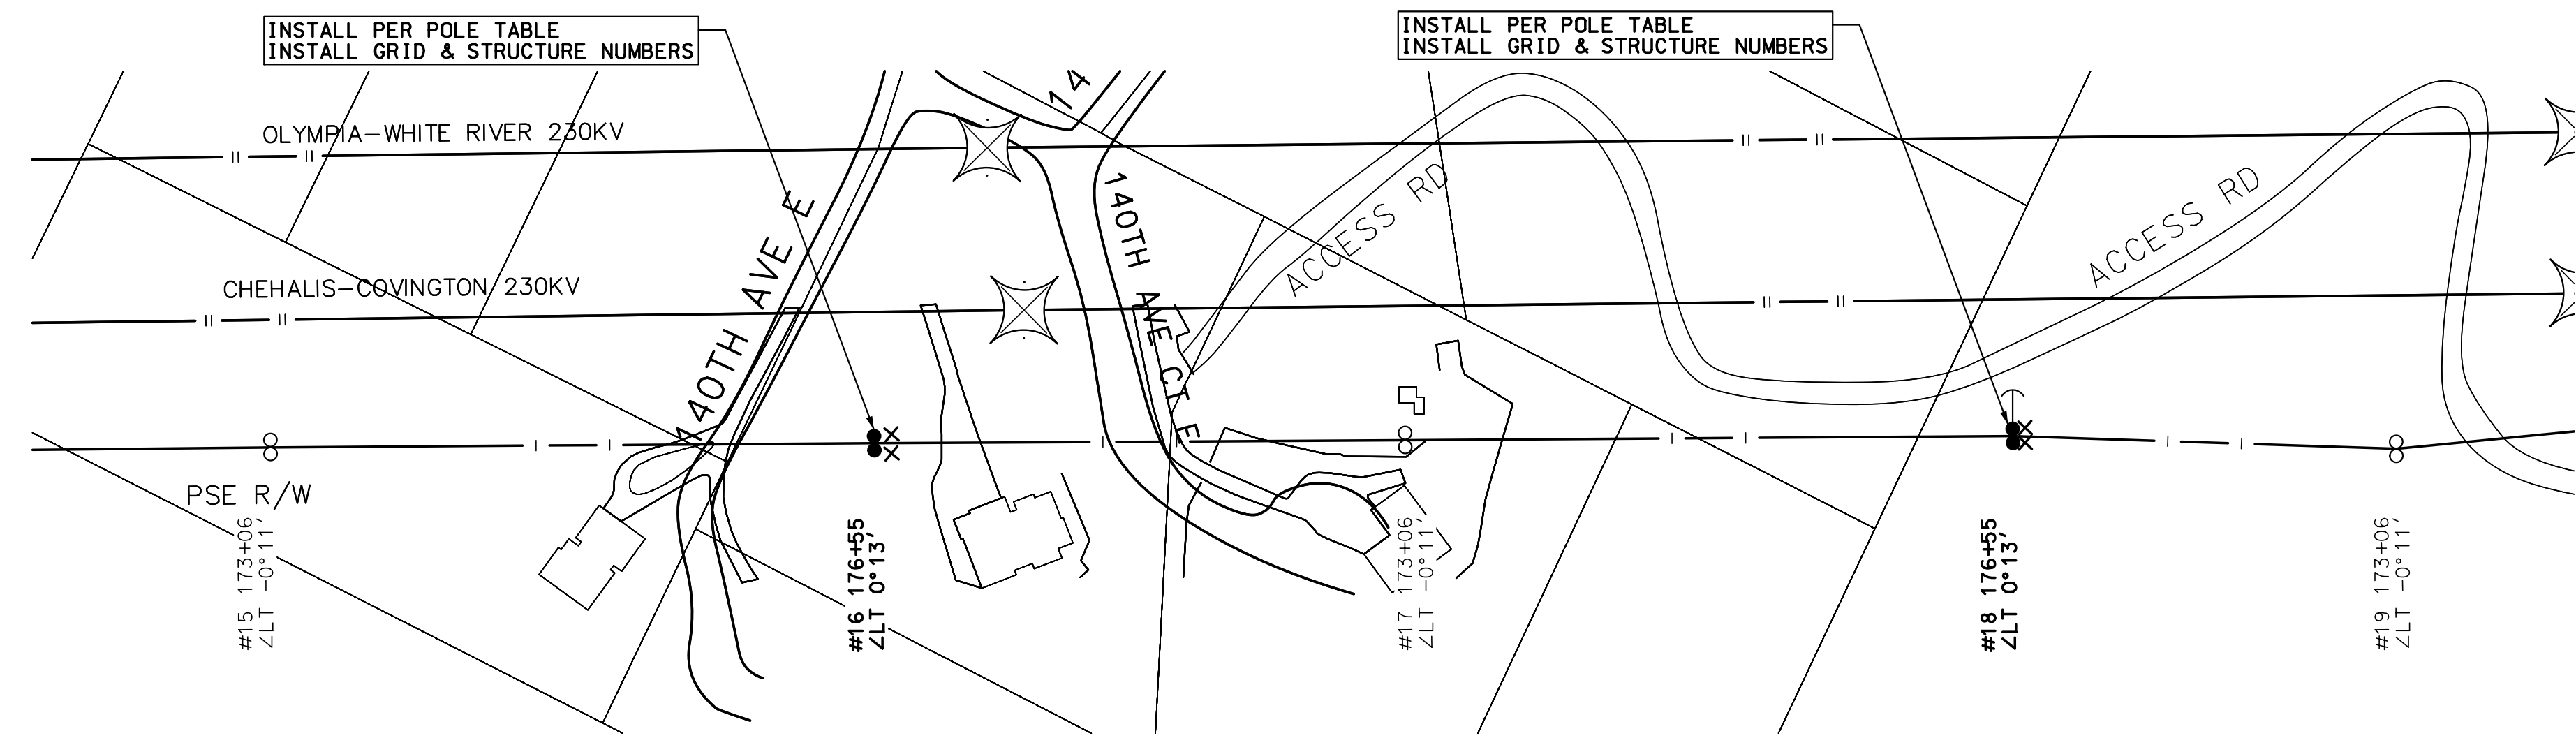 INSTALL PER POLE TABLE
INSTALL GRID & STRUCTURE NUMBERS
INSTALL PER POLE TABLE
INSTALL GRID & STRUCTURE NUMBERS
OLYMPIA-WHITE RIVER 230KV
CHEHALIS-COVINGTON 230KV
140TH AVE E
14
140TH AVE CT E
ACCESS RD
ACCESS RD
PSE R/W
#15 173+06
∠LT -0°11'
#16 176+55
∠LT 0°13'
#17 173+06
∠LT -0°11'
#18 176+55
∠LT 0°13'
#19 173+06
∠LT -0°11'